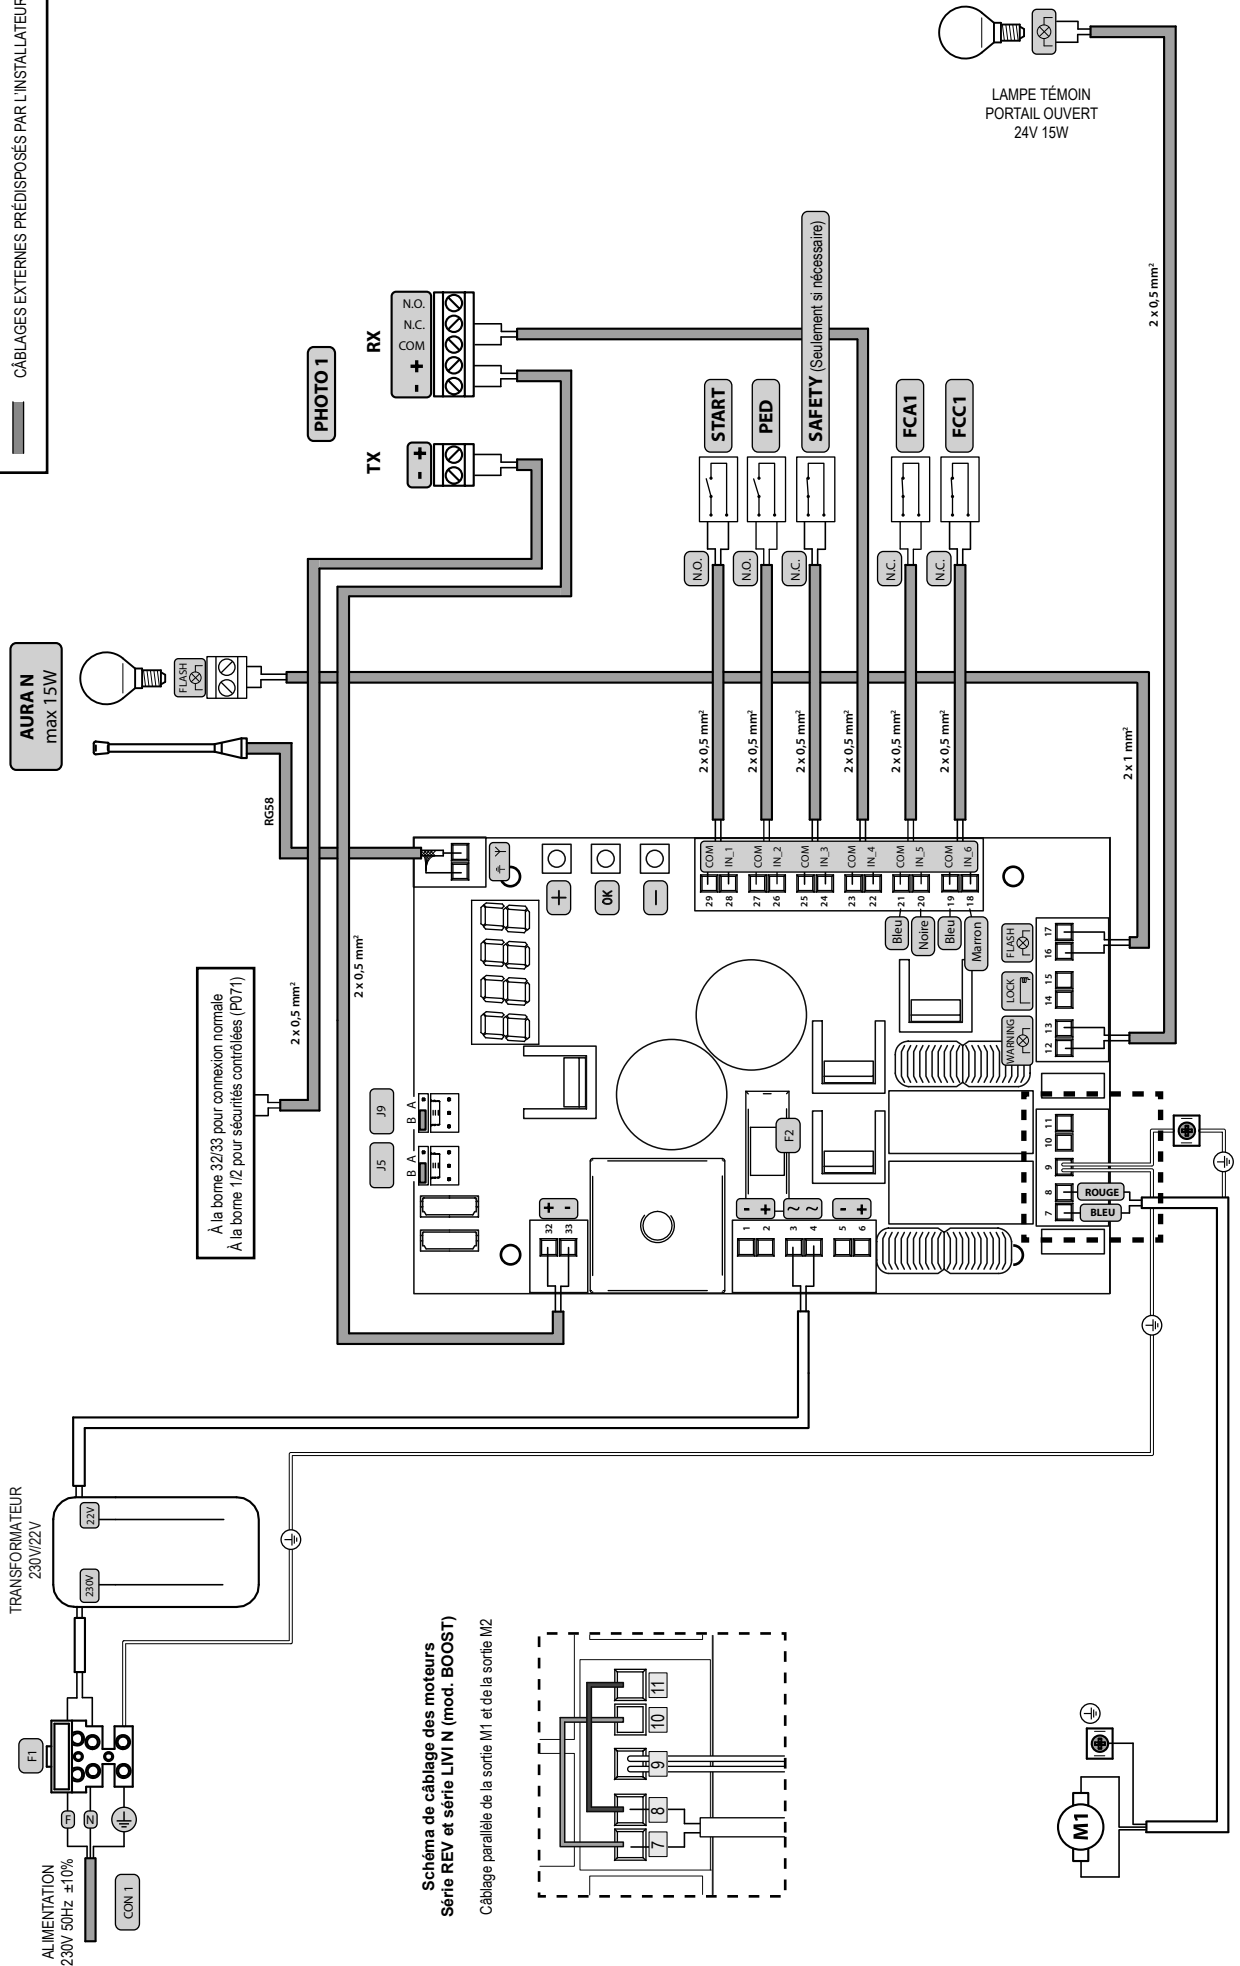 CÂBLAGES EXTERNES PRÉDISPOSÉS PAR L'INSTALLATEUR
AURA N
max 15W
FLASH
RG58
PHOTO 1
TX
- +
RX
- +
COM
N.C.
N.O.
LAMPE TÉMOIN
PORTAIL OUVERT
24V 15W
À la borne 32/33 pour connexion normale
À la borne 1/2 pour sécurités contrôlées (P071)
2 x 0,5 mm²
2 x 0,5 mm²
START
PED
SAFETY (Seulement si nécessaire)
FCA1
FCC1
N.O.
N.O.
N.C.
N.C.
N.C.
2 x 0,5 mm²
2 x 0,5 mm²
2 x 0,5 mm²
2 x 0,5 mm²
2 x 0,5 mm²
2 x 0,5 mm²
2 x 1 mm²
2 x 0,5 mm²
TRANSFORMATEUR
230V/22V
230V
22V
F1
F
N
ALIMENTATION
230V 50Hz ±10%
CON 1
J5
B A
J9
B A
+
OK
-
32 +
33 -
1 -
2 +
3 ~
4 ~
5 -
6 +
F2
29 COM
28 IN_1
27 COM
26 IN_2
25 COM
24 IN_3
23 COM
22 IN_4
21 COM
20 IN_5
19 COM
18 IN_6
Bleu
Noire
Bleu
Marron
WARNING
LOCK
FLASH
12 13 14 15 16 17
7 8 9 10 11
BLEU
ROUGE
Schéma de câblage des moteurs
Série REV et série LIVI N (mod. BOOST)
Câblage parallèle de la sortie M1 et de la sortie M2
7 8 9 10 11
M1